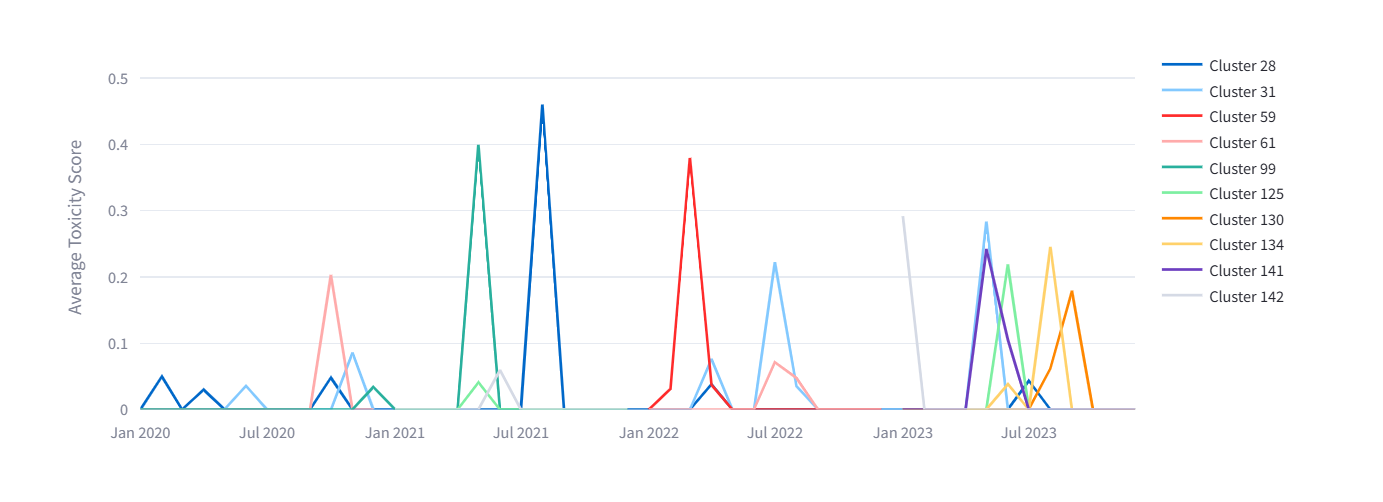 Average Toxicity Score
0.5
0.4
0.3
0.2
0.1
0
Jan 2020
Jul 2020
Jan 2021
Jul 2021
Jan 2022
Jul 2022
Jan 2023
Jul 2023
Cluster 28
Cluster 31
Cluster 59
Cluster 61
Cluster 99
Cluster 125
Cluster 130
Cluster 134
Cluster 141
Cluster 142